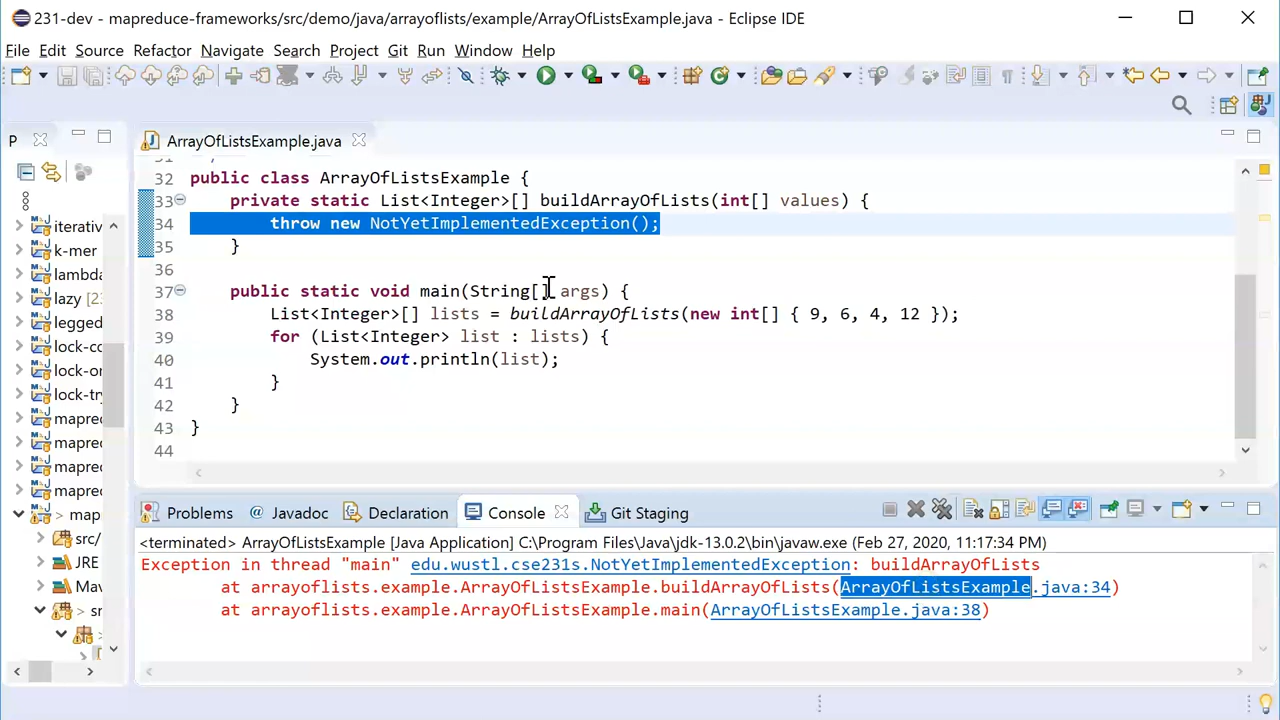 231-dev - mapreduce-frameworks/src/demo/java/arrayoflists/example/ArrayOfListsExample.java - Eclipse IDE
File Edit Source Refactor Navigate Search Project Git Run Window Help
P
ArrayOfListsExample.java
32 public class ArrayOfListsExample {
33 private static List<Integer>[] buildArrayOfLists(int[] values) {
34 throw new NotYetImplementedException();
35 }
36
37 public static void main(String[] args) {
38 List<Integer>[] lists = buildArrayOfLists(new int[] { 9, 6, 4, 12 });
39 for (List<Integer> list : lists) {
40 System.out.println(list);
41 }
42 }
43 }
44
iterativ
k-mer
lambda
lazy [23
legged
lock-co
lock-or
lock-try
mapred
mapred
mapred
mapred
> map
src/
JRE
Mav
> sr
Problems
@ Javadoc
Declaration
Console
Git Staging
<terminated> ArrayOfListsExample [Java Application] C:\Program Files\Java\jdk-13.0.2\bin\javaw.exe (Feb 27, 2020, 11:17:34 PM)
Exception in thread "main" edu.wustl.cse231s.NotYetImplementedException: buildArrayOfLists
at arrayoflists.example.ArrayOfListsExample.buildArrayOfLists(ArrayOfListsExample.java:34)
at arrayoflists.example.ArrayOfListsExample.main(ArrayOfListsExample.java:38)